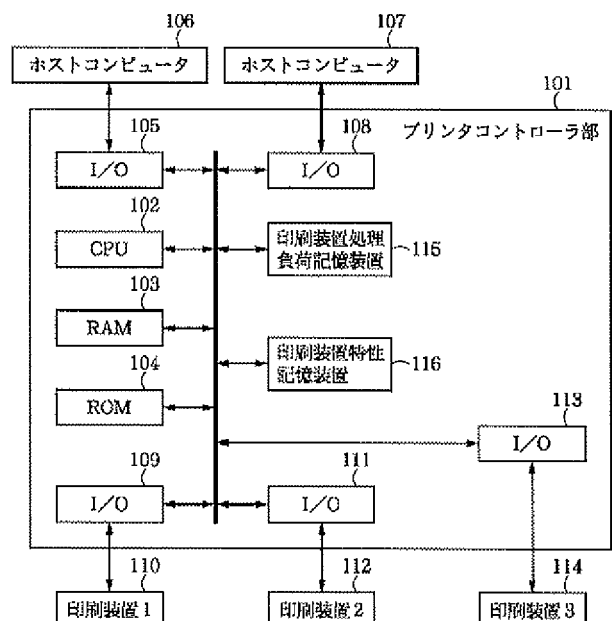 106
107
ホストコンピュータ
ホストコンピュータ
101
プリンタコントローラ部
105
108
I/O
I/O
102
CPU
印刷装置処理
負荷記憶装置
115
103
RAM
印刷装置特性
記憶装置
116
104
ROM
113
I/O
109
111
I/O
I/O
110
112
114
印刷装置1
印刷装置2
印刷装置3